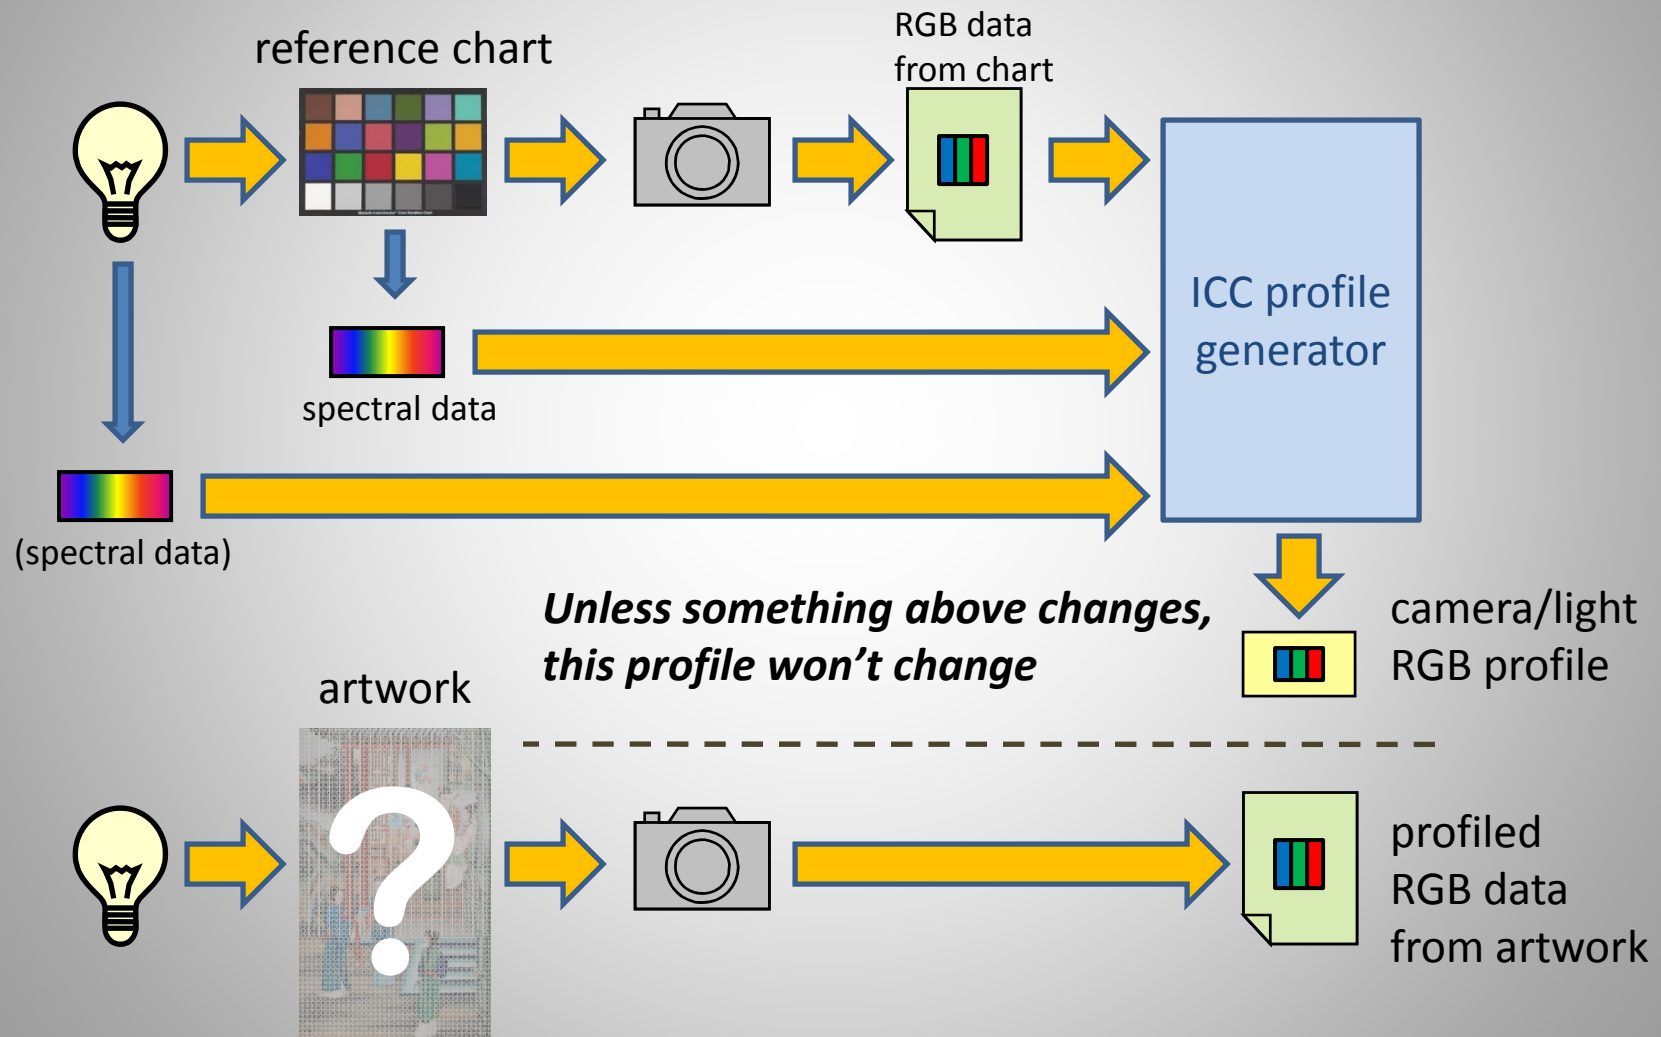 reference chart
RGB data
from chart
ICC profile
generator
spectral data
(spectral data)
Unless something above changes,
this profile won't change
camera/light
RGB profile
artwork
profiled
RGB data
from artwork